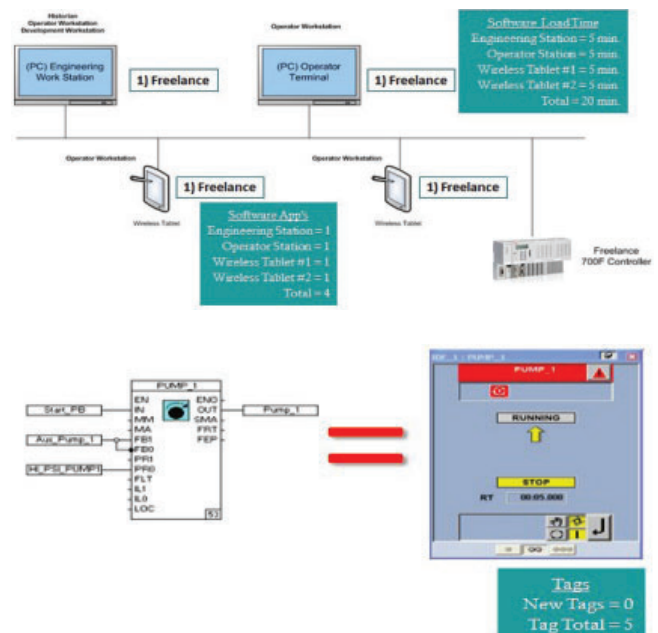 Historian
Operator Workstation
Development Workstation
(PC) Engineering
Work Station
1) Freelance
Operator Workstation
(PC) Operator
Terminal
1) Freelance
Software LoadTime
Engineering Station = 5 min.
Operator Station = 5 min.
Wireless Tablet #1 = 5 min.
Wireless Tablet #2 = 5 min.
Total = 20 min.
Operator Workstation
1) Freelance
Wireless Tablet
Operator Workstation
1) Freelance
Wireless Tablet
Software App's
Engineering Station = 1
Operator Station = 1
Wireless Tablet #1 = 1
Wireless Tablet #2 = 1
Total = 4
Freelance
700F Controller
PUMP_1
EN ENO
IN OUT
MM SMA
MA FRT
FB1 FEP
FB0
PR1
PR0
FLT
IL1
IL0
LOC
Start_PB
Aux_Pump_1
HI_PSI_PUMP1
Pump_1
53
: PUMP_1
PUMP_1
RUNNING
STOP
RT 00:05.000
Tags
New Tags = 0
Tag Total = 5